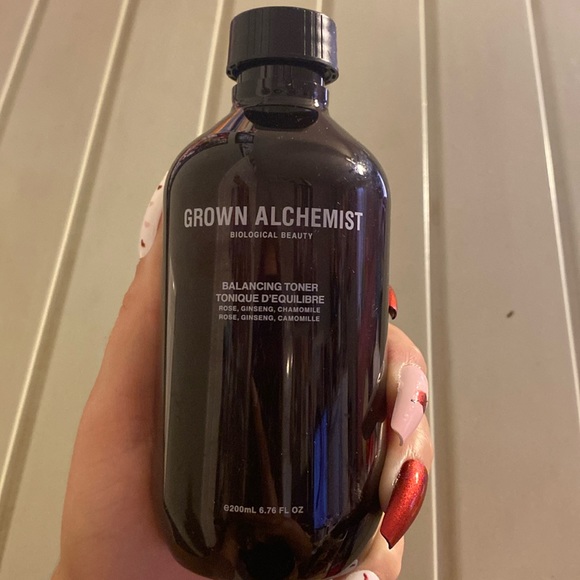 GROWN ALCHEMIST
BIOLOGICAL BEAUTY
BALANCING TONER
TONIQUE D'EQUILIBRE
ROSE, GINSENG, CHAMOMILE
ROSE, GINSENG, CAMOMILLE
℮200mL 6.76 FL OZ